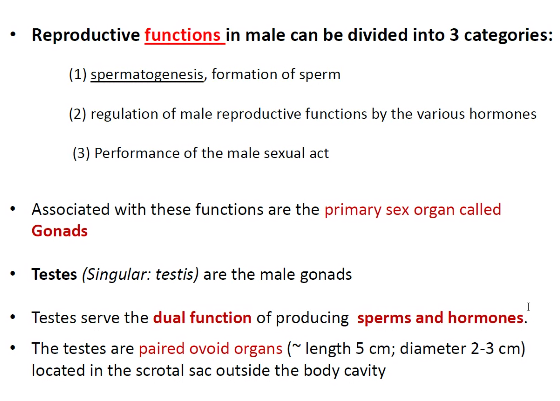 • Reproductive functions in male can be divided into 3 categories:
(1) spermatogenesis, formation of sperm
(2) regulation of male reproductive functions by the various hormones
(3) Performance of the male sexual act
• Associated with these functions are the primary sex organ called
Gonads
• Testes (Singular: testis) are the male gonads
• Testes serve the dual function of producing sperms and hormones.
• The testes are paired ovoid organs (~ length 5 cm; diameter 2-3 cm)
located in the scrotal sac outside the body cavity